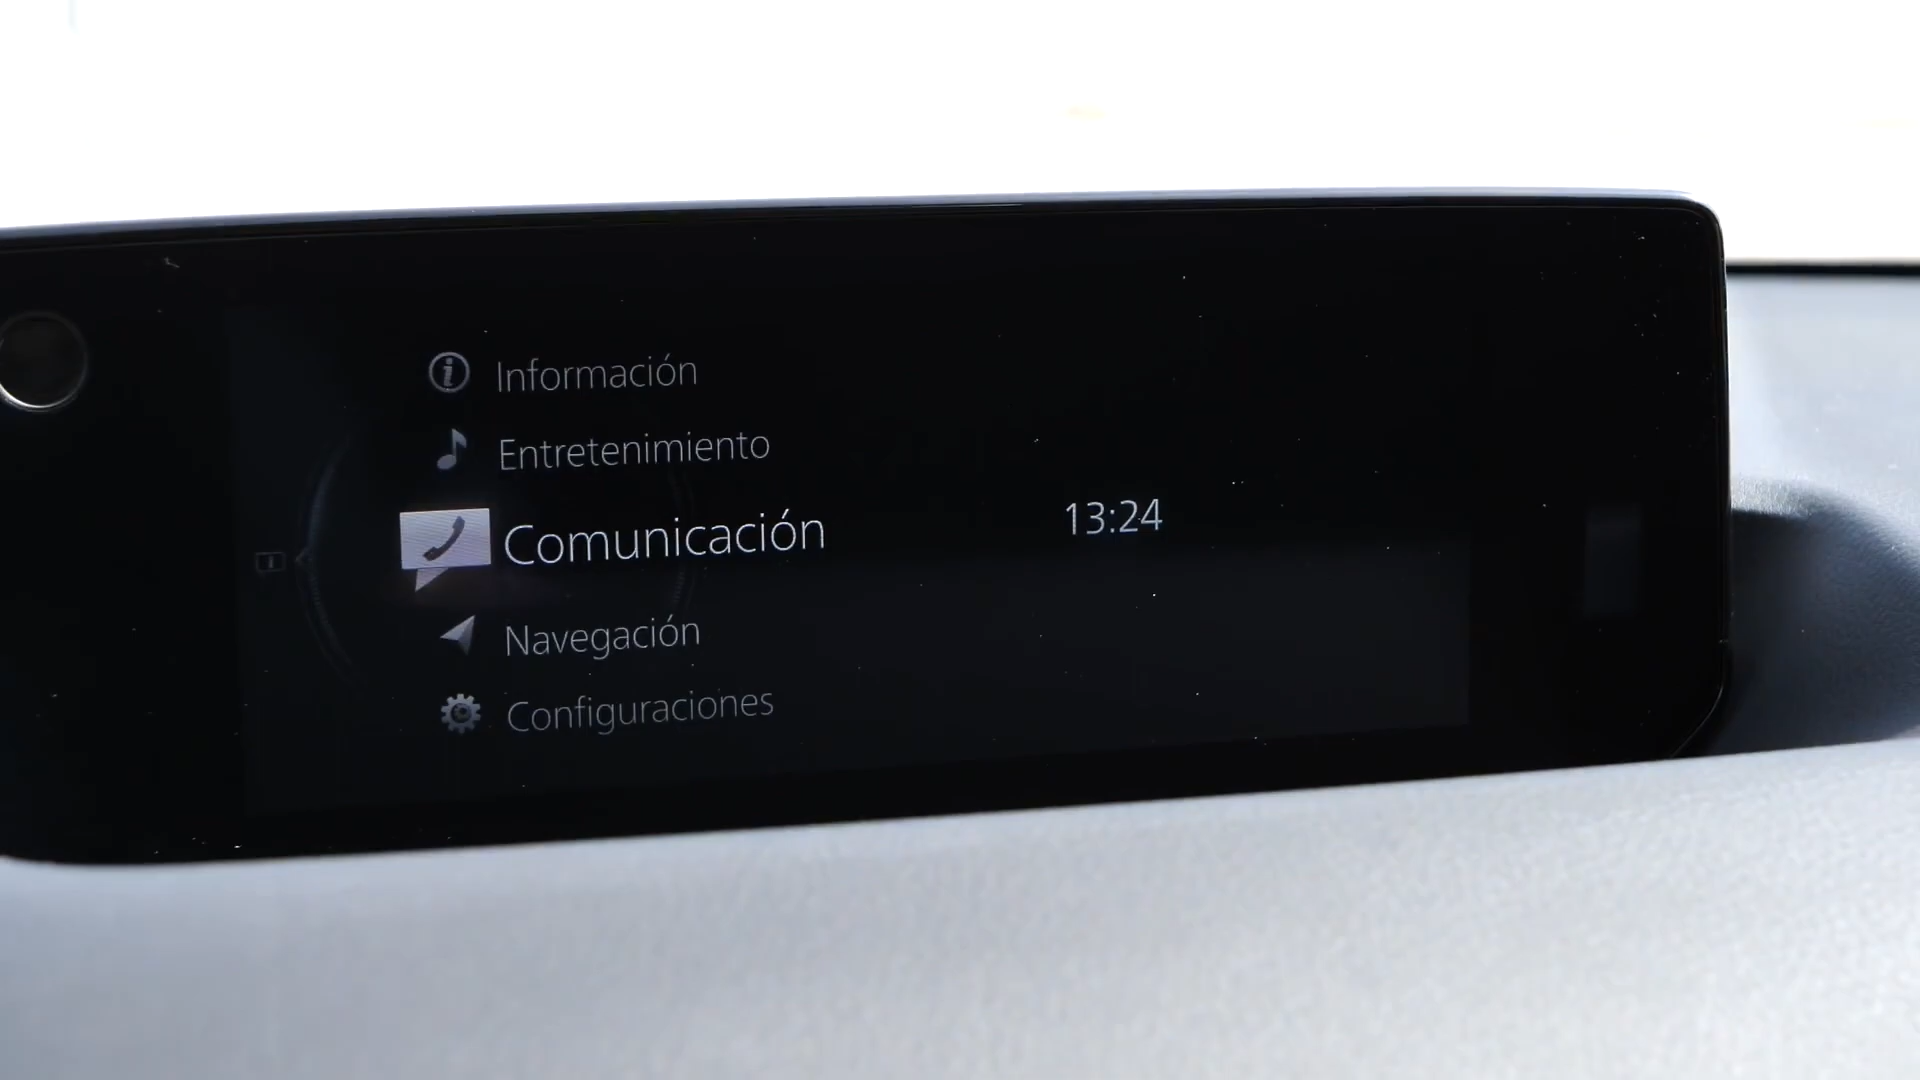 Información
Entretenimiento
Comunicación
13:24
Navegación
Configuraciones